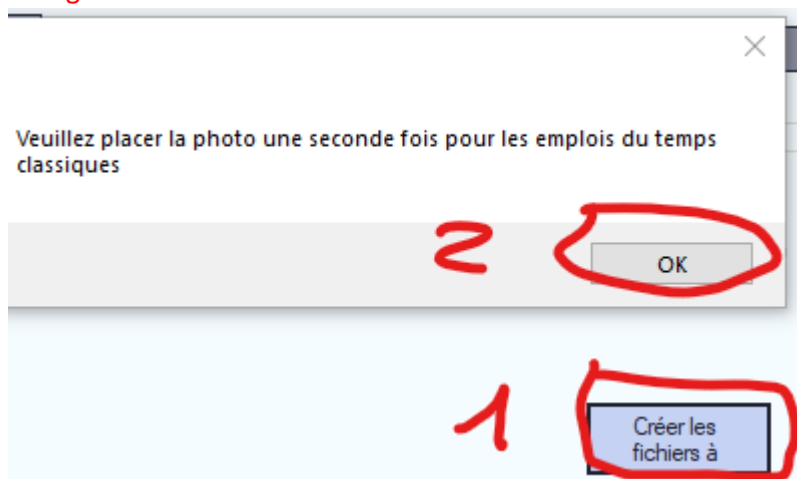 Veuillez placer la photo une seconde fois pour les emplois du temps
classiques
2
OK
1
Créer les
fichiers à